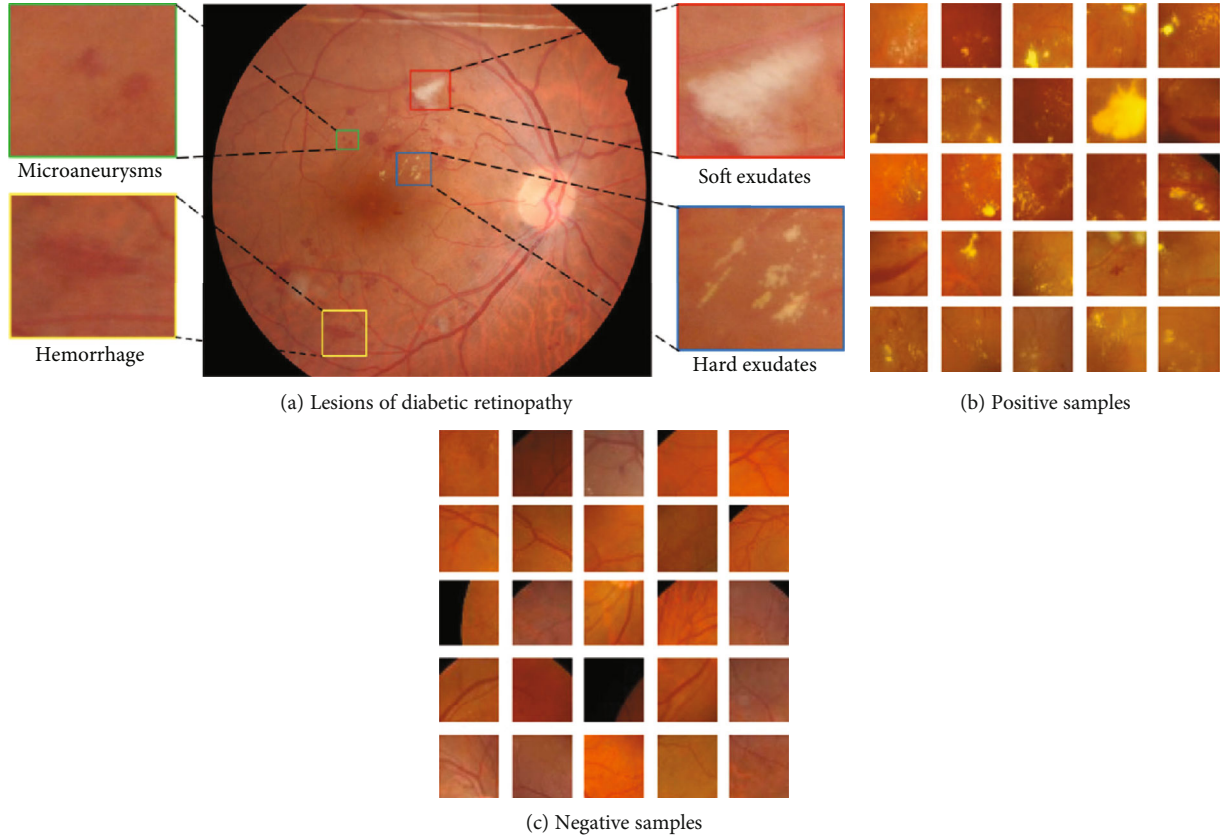 Microaneurysms
Soft exudates
Hemorrhage
Hard exudates
(a) Lesions of diabetic retinopathy
(b) Positive samples
(c) Negative samples